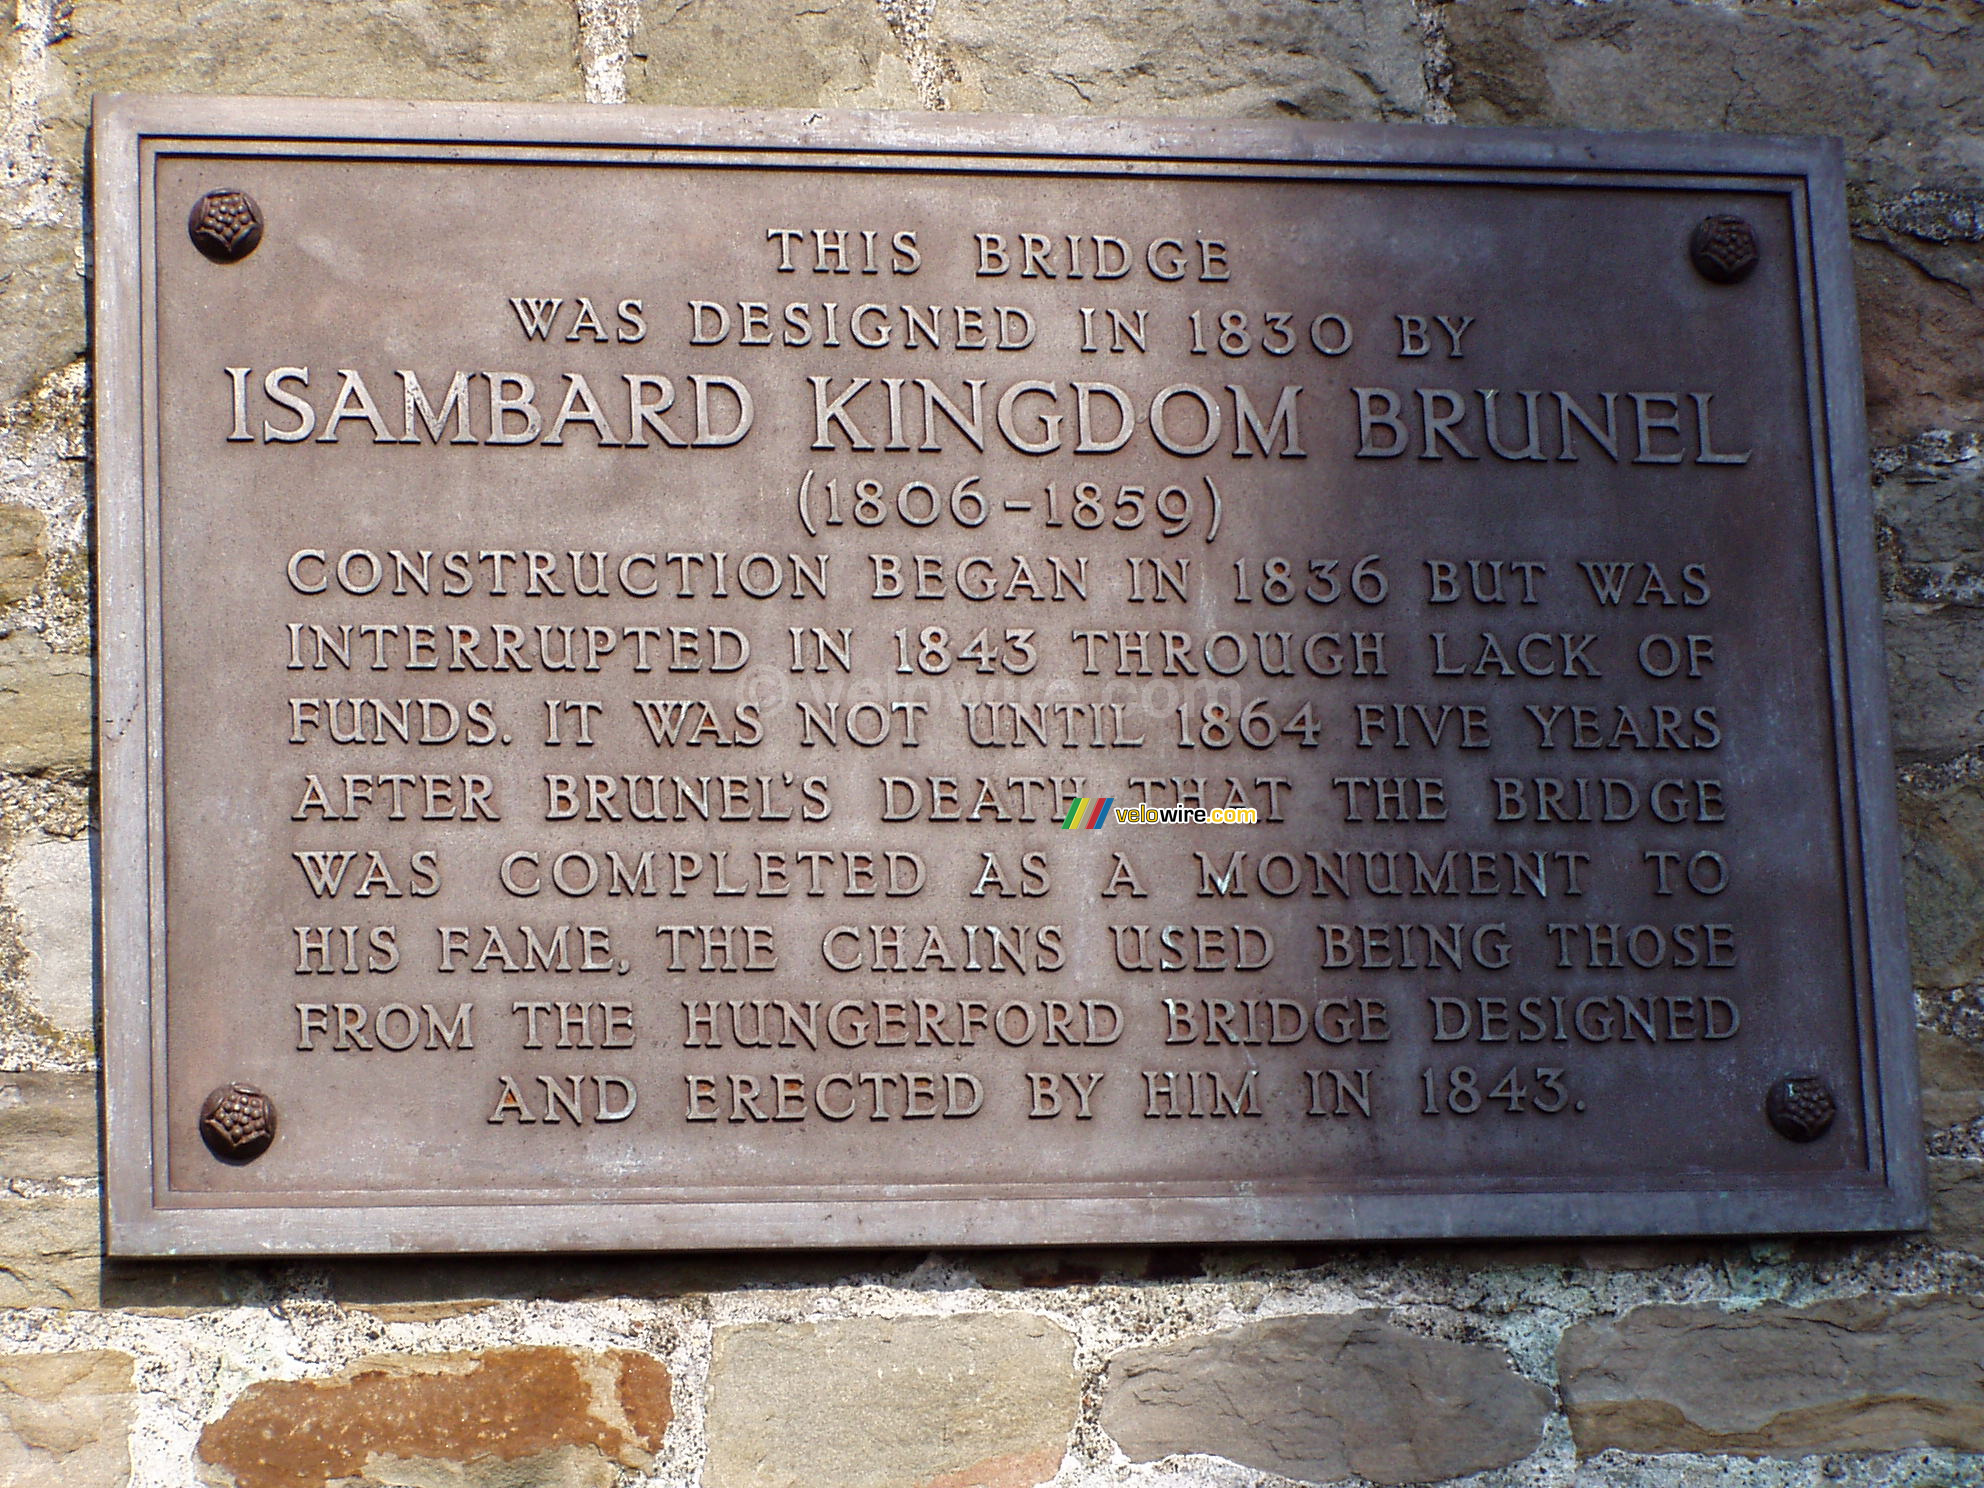 THIS BRIDGE
WAS DESIGNED IN 1830 BY
ISAMBARD KINGDOM BRUNEL
(1806-1859)
CONSTRUCTION BEGAN IN 1836 BUT WAS
INTERRUPTED IN 1843 THROUGH LACK OF
© velowire.com
FUNDS. IT WAS NOT UNTIL 1864 FIVE YEARS
AFTER BRUNEL'S DEATH THAT THE BRIDGE
velowire.com
WAS COMPLETED AS A MONUMENT TO
HIS FAME, THE CHAINS USED BEING THOSE
FROM THE HUNGERFORD BRIDGE DESIGNED
AND ERECTED BY HIM IN 1843.